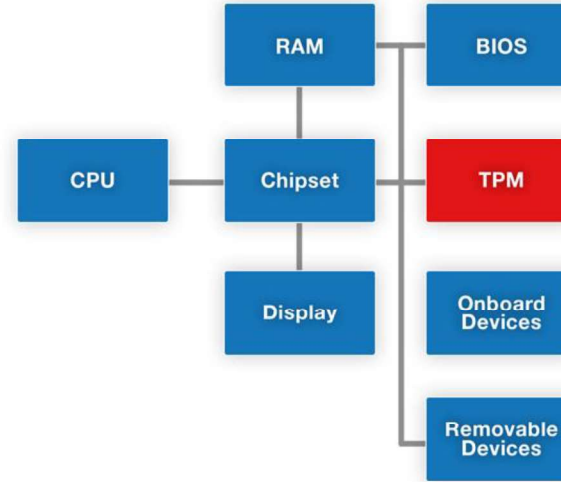 RAM
BIOS
CPU
Chipset
TPM
Display
Onboard
Devices
Removable
Devices